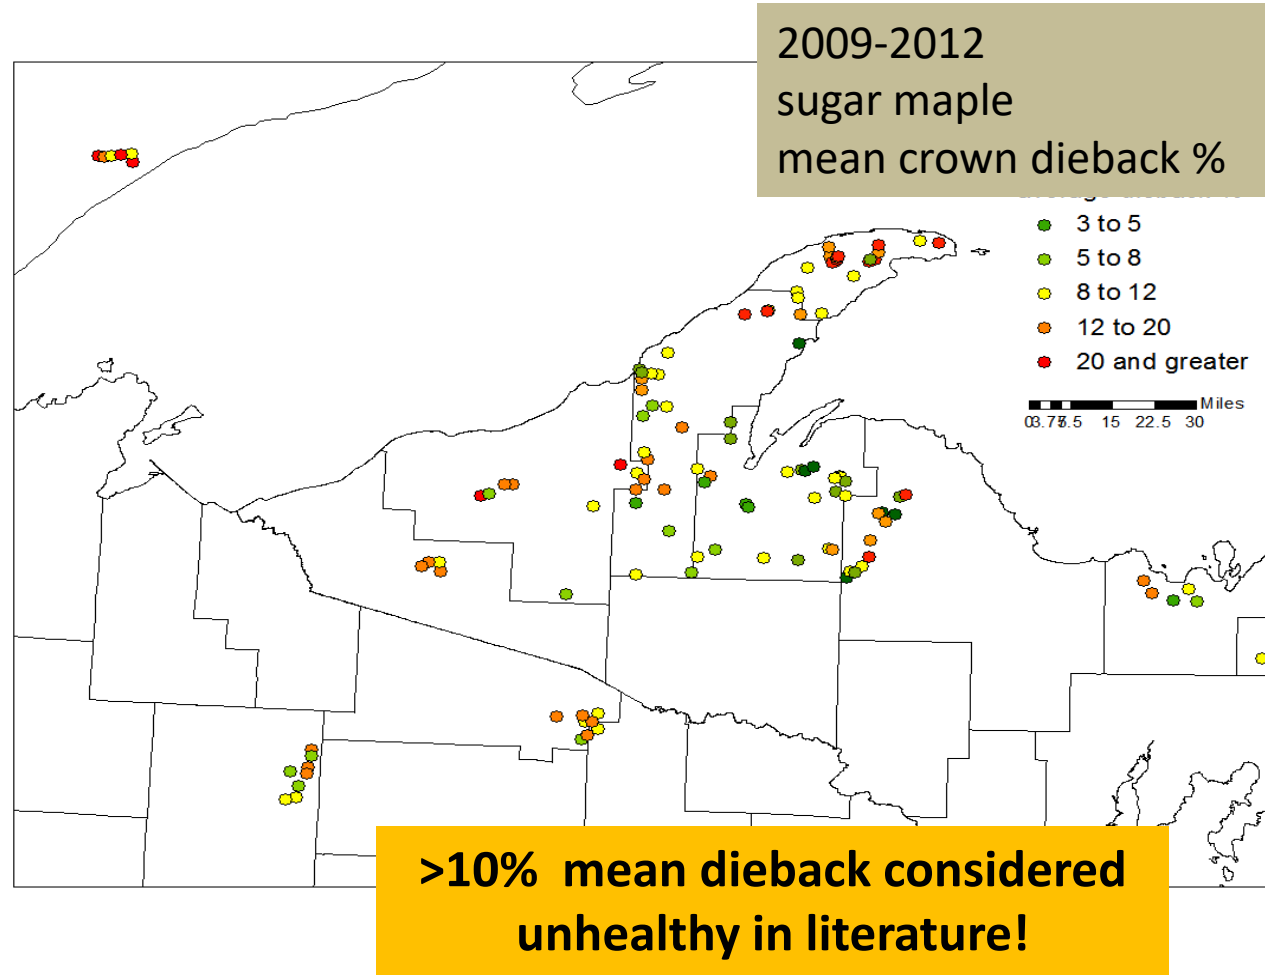 2009-2012
sugar maple
mean crown dieback %
3 to 5
5 to 8
8 to 12
12 to 20
20 and greater
Miles
15 22.5 30
>10% mean dieback considered
unhealthy in literature!